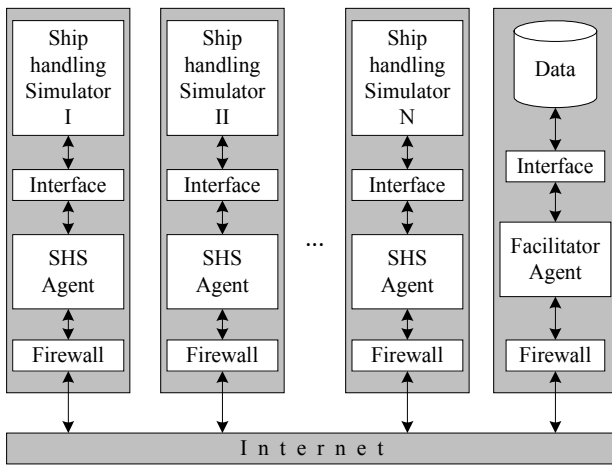 Ship
handling
Simulator
I
Interface
SHS
Agent
Firewall
Ship
handling
Simulator
II
Interface
SHS
Agent
Firewall
...
Ship
handling
Simulator
N
Interface
SHS
Agent
Firewall
Data
Interface
Facilitator
Agent
Firewall
Internet